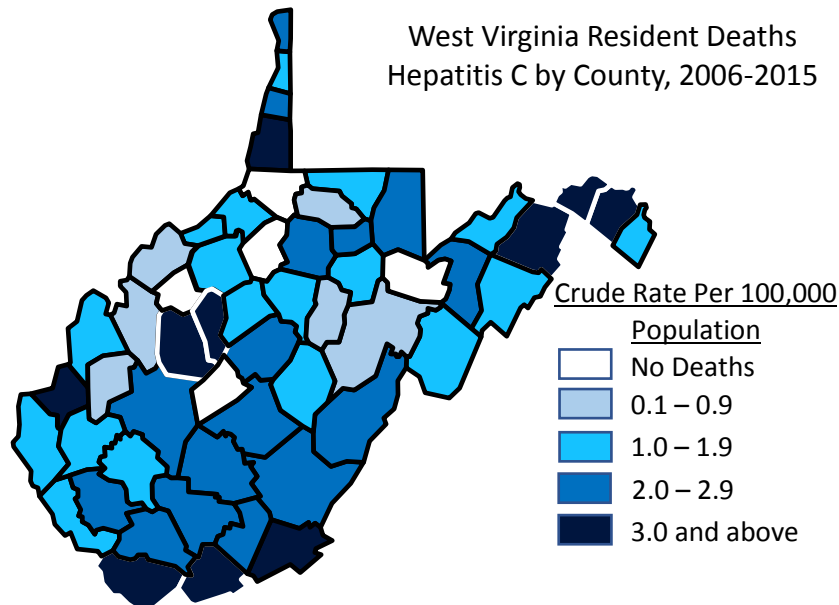 West Virginia Resident Deaths
Hepatitis C by County, 2006-2015
Crude Rate Per 100,000
Population
No Deaths
0.1 – 0.9
1.0 – 1.9
2.0 – 2.9
3.0 and above